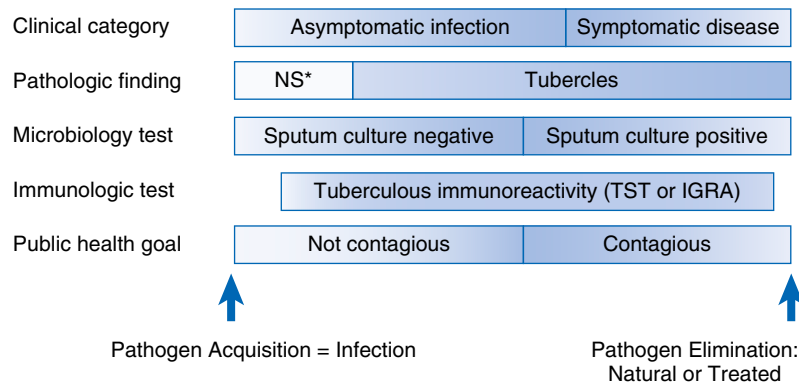 Clinical category Asymptomatic infection Symptomatic disease
Pathologic finding NS* Tubercles
Microbiology test Sputum culture negative Sputum culture positive
Immunologic test Tuberculous immunoreactivity (TST or IGRA)
Public health goal Not contagious Contagious
Pathogen Acquisition = Infection Pathogen Elimination:
Natural or Treated